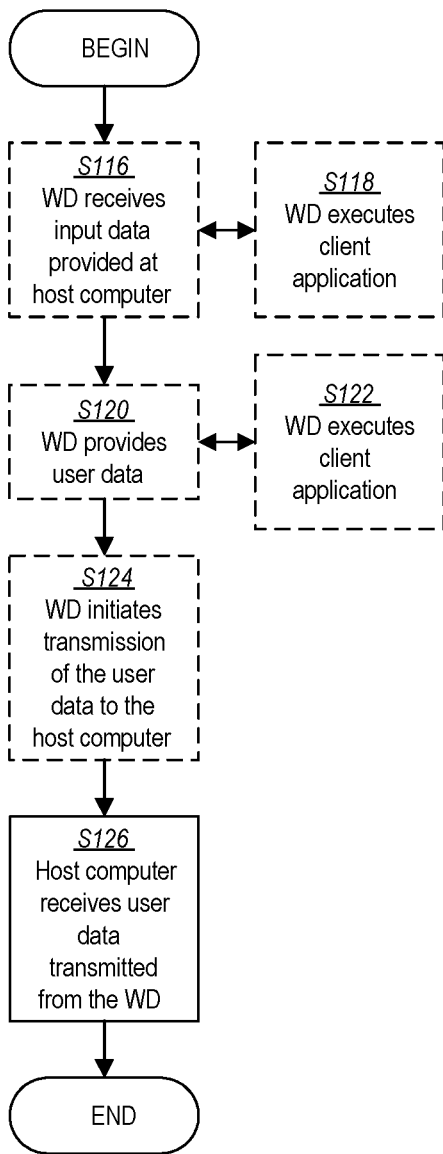 BEGIN
S116
WD receives
input data
provided at
host computer
S118
WD executes
client
application
S120
WD provides
user data
S122
WD executes
client
application
S124
WD initiates
transmission
of the user
data to the
host computer
S126
Host computer
receives user
data
transmitted
from the WD
END